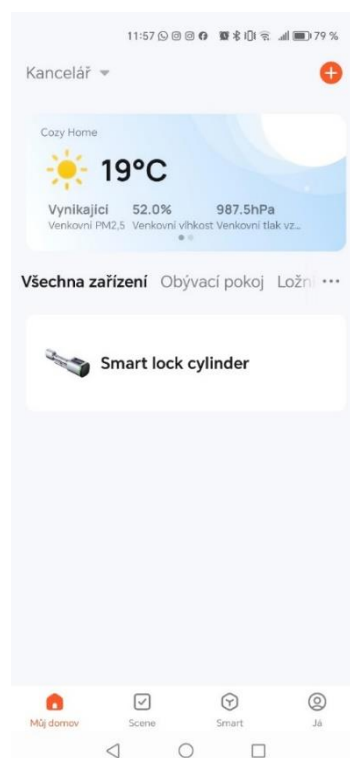 11:57 79 %
Kancelář
Cozy Home
19°C
Vynikající 52.0% 987.5hPa
Venkovní PM2,5 Venkovní vlhkost Venkovní tlak vz...
Všechna zařízení Obývací pokoj Ložni ...
Smart lock cylinder
Můj domov Scene Smart Já